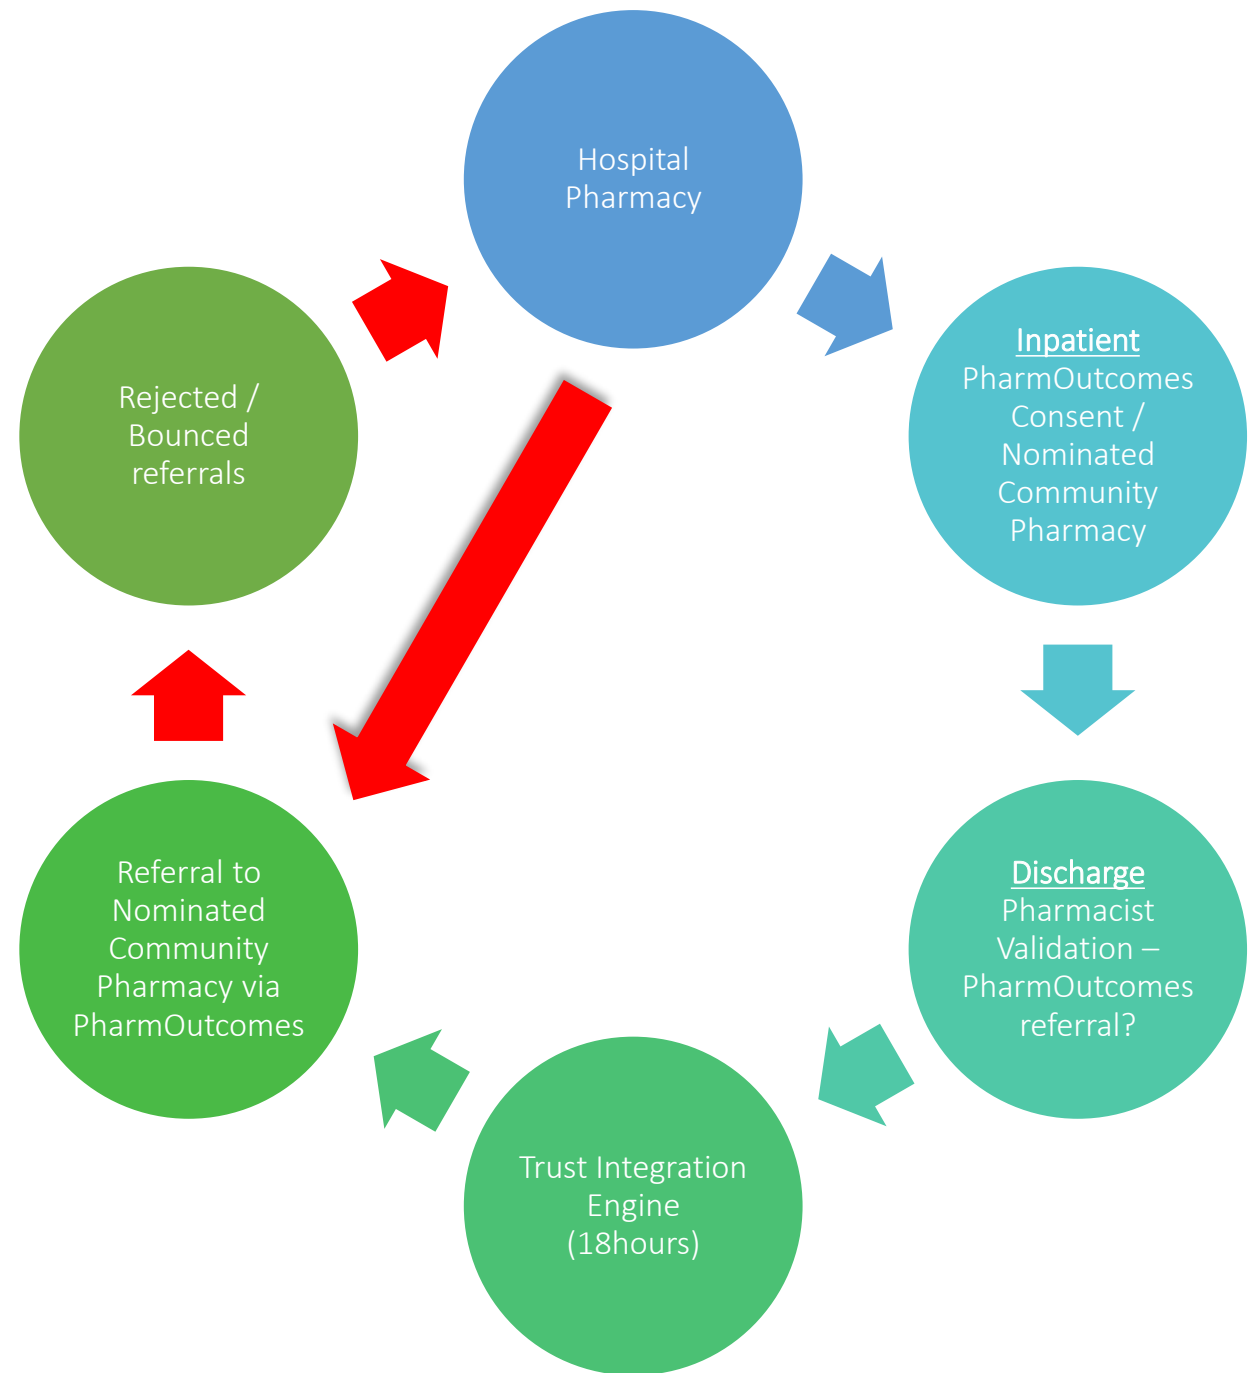 Hospital
Pharmacy
Inpatient
PharmOutcomes
Consent /
Nominated
Community
Pharmacy
Discharge
Pharmacist
Validation –
PharmOutcomes
referral?
Trust Integration
Engine
(18hours)
Referral to
Nominated
Community
Pharmacy via
PharmOutcomes
Rejected /
Bounced
referrals